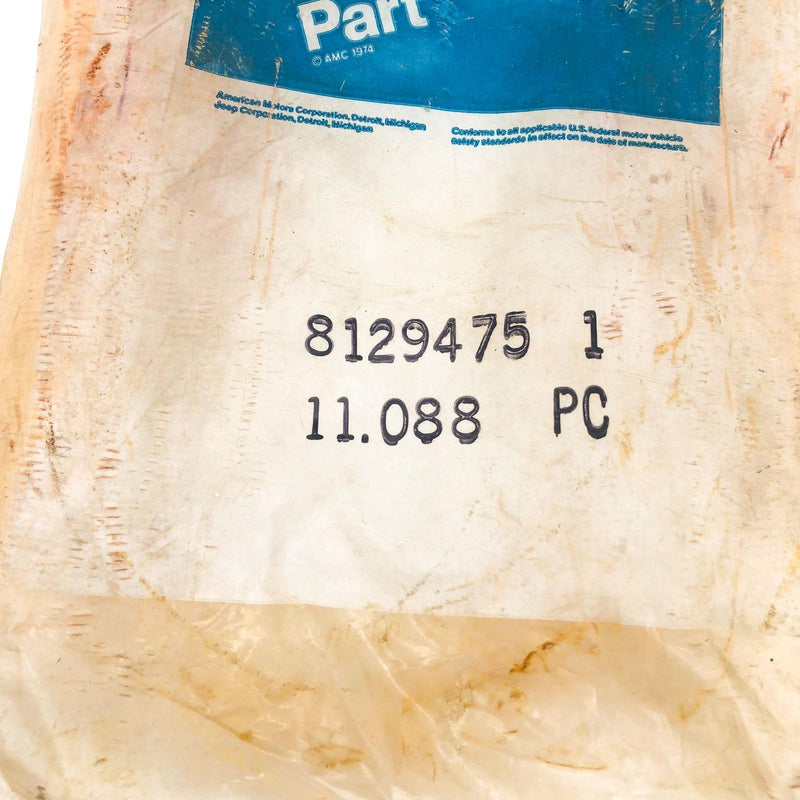 Part
© AMC 1974
American Motors Corporation, Detroit, Michigan
Jeep Corporation, Detroit, Michigan
Conforms to all applicable U.S. federal motor vehicle
safety standards in effect on the date of manufacture.
8129475 1
11.088 PC